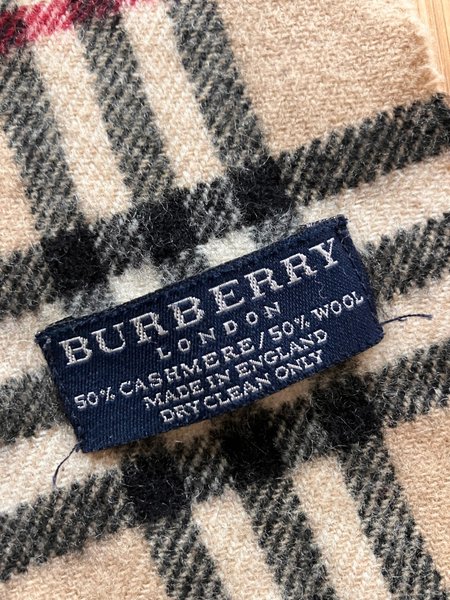 BURBERRY
LONDON
50% CASHMERE/50% WOOL
MADE IN ENGLAND
DRY CLEAN ONLY